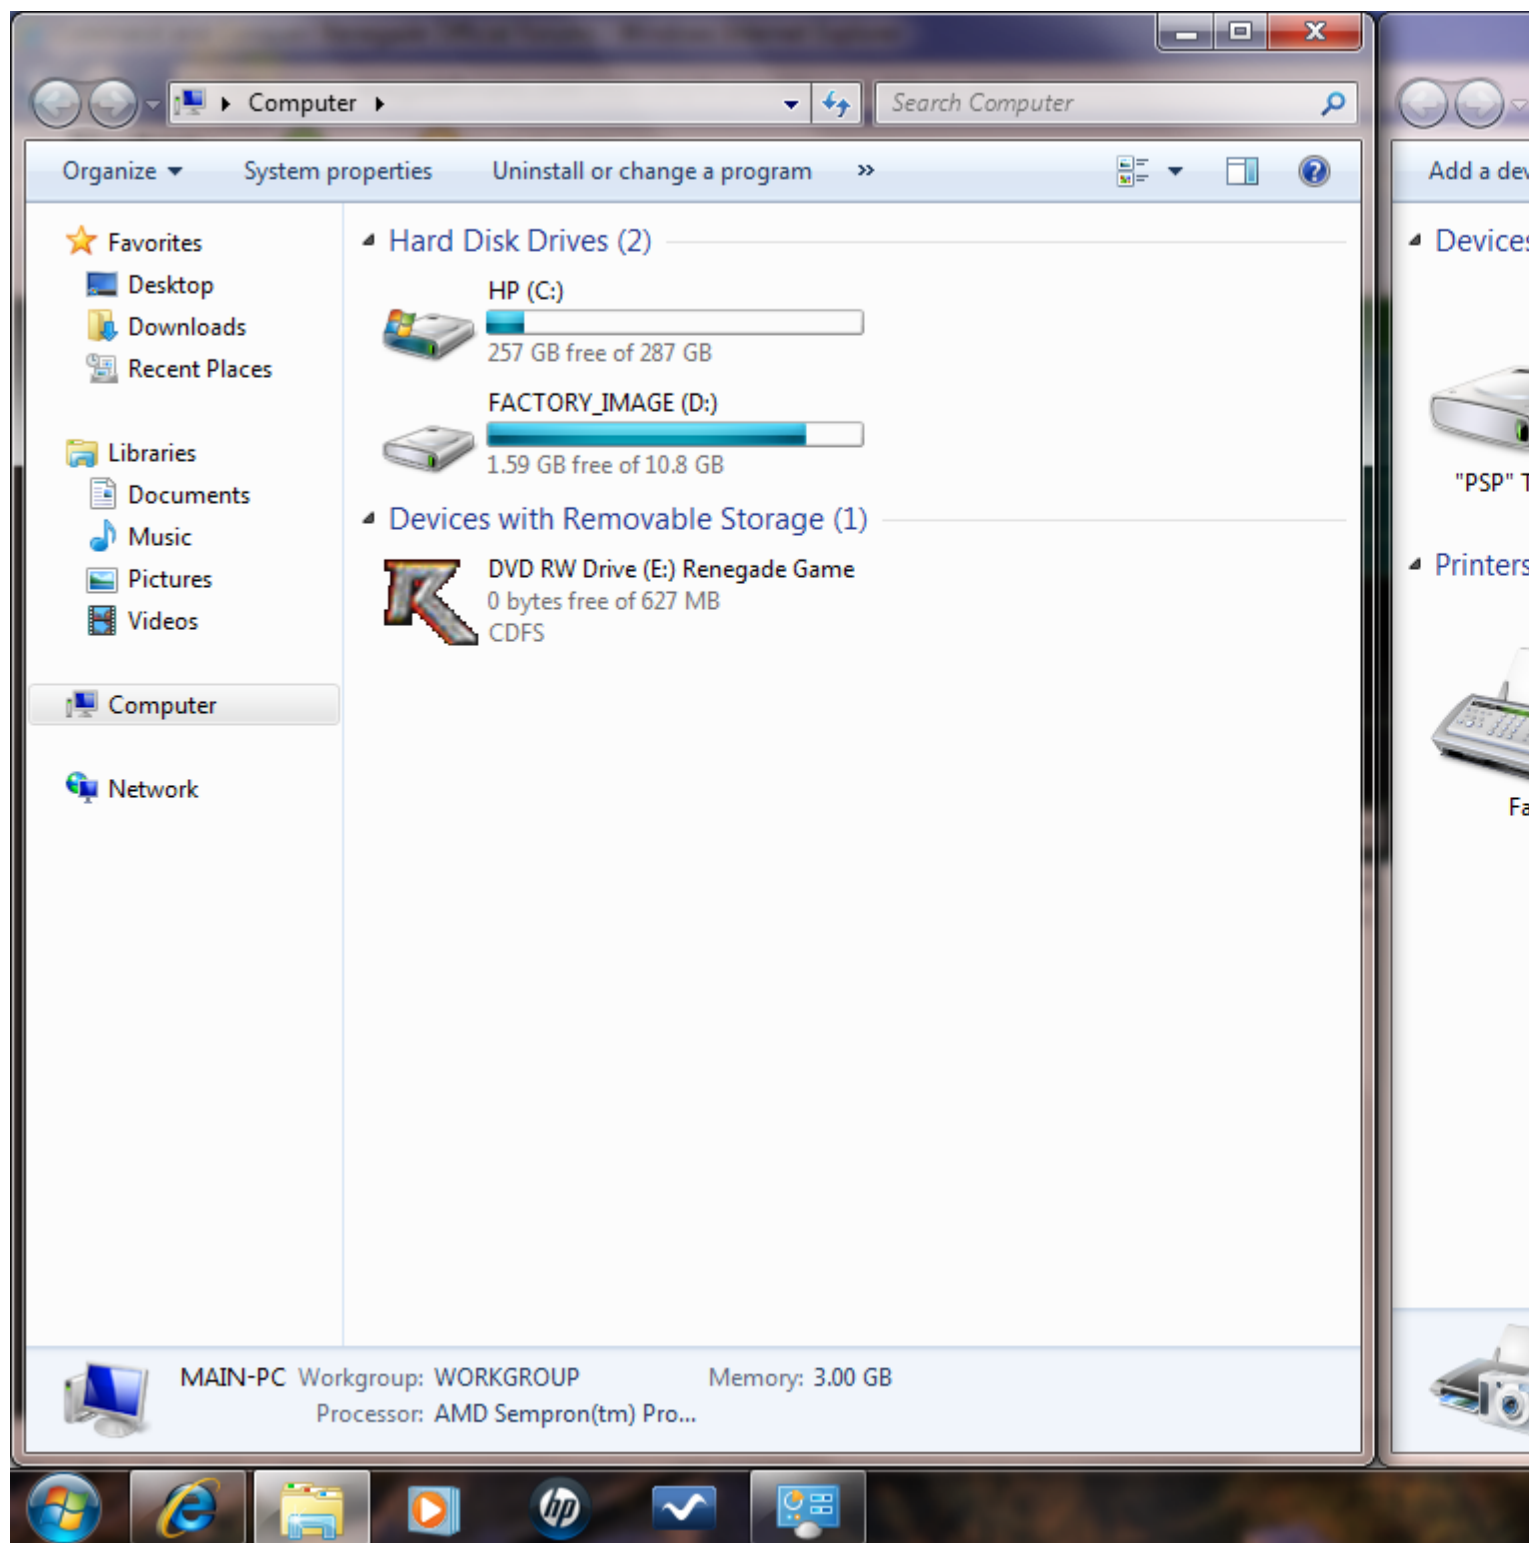 Computer
Search Computer
Organize
System properties
Uninstall or change a program
»
Favorites
Desktop
Downloads
Recent Places
Libraries
Documents
Music
Pictures
Videos
Computer
Network
Hard Disk Drives (2)
HP (C:)
257 GB free of 287 GB
FACTORY_IMAGE (D:)
1.59 GB free of 10.8 GB
Devices with Removable Storage (1)
DVD RW Drive (E:) Renegade Game
0 bytes free of 627 MB
CDFS
MAIN-PC Workgroup: WORKGROUP Memory: 3.00 GB
Processor: AMD Sempron(tm) Pro...
Add a dev
Devices
"PSP" T
Printers
Fa
hp